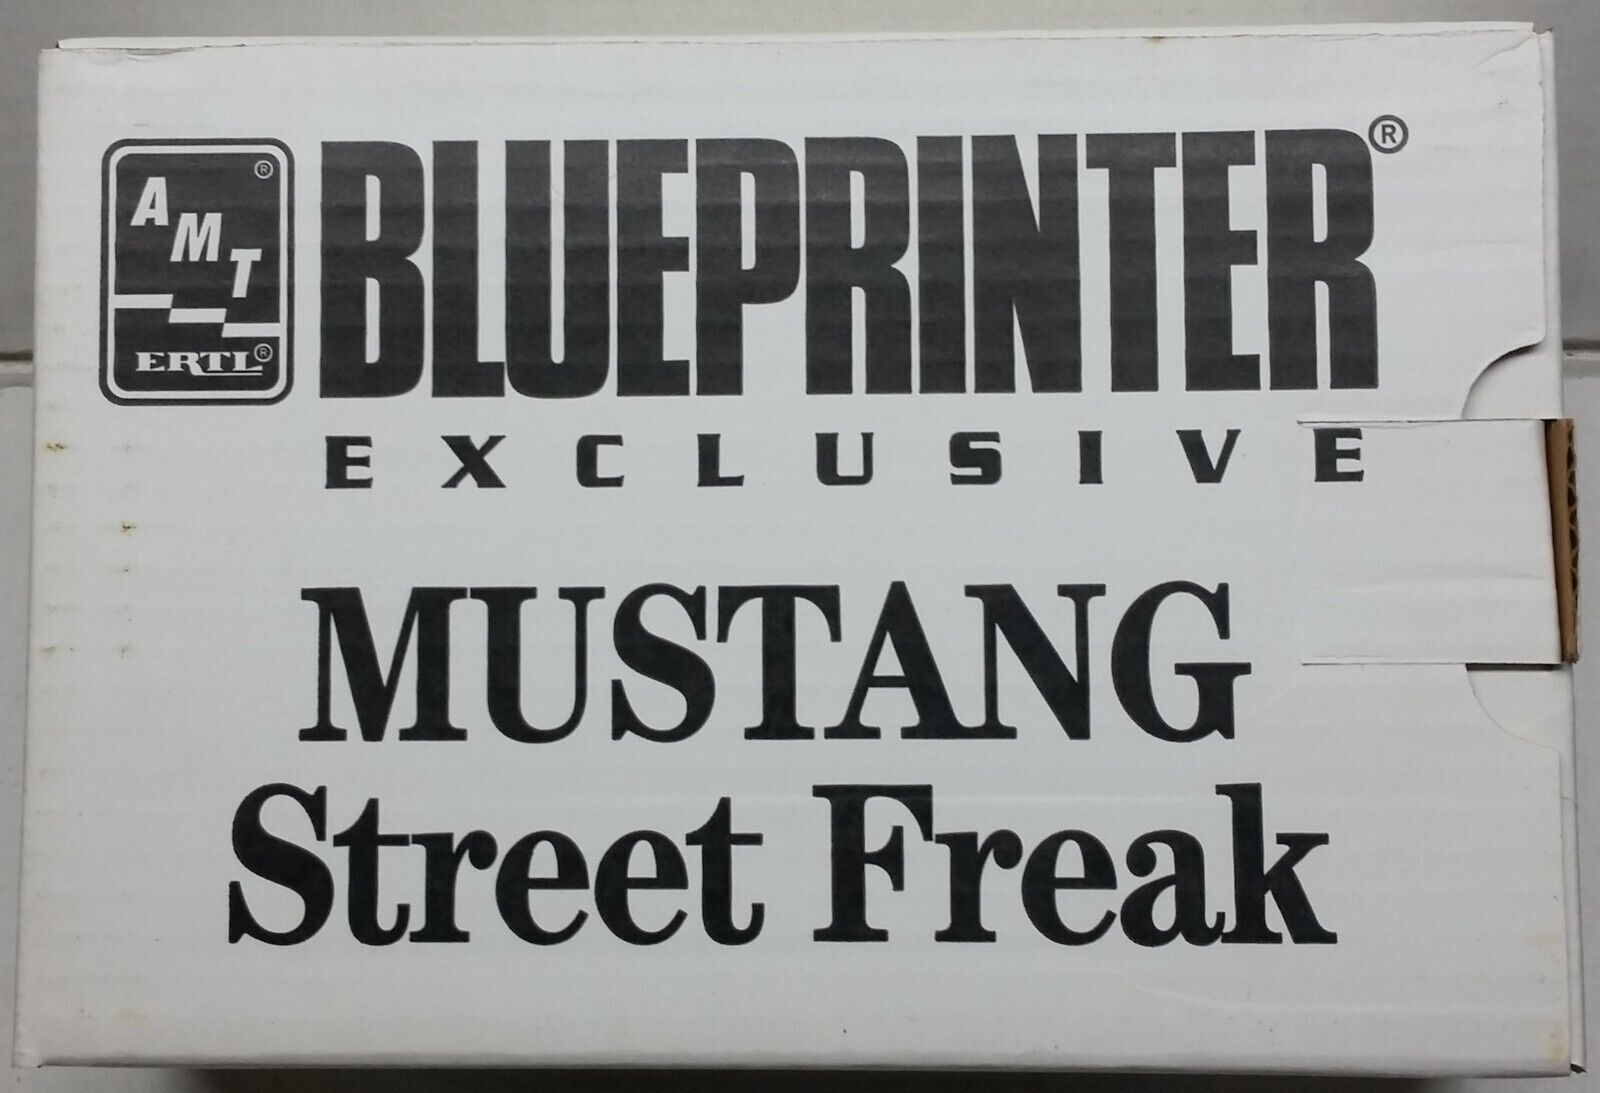 AMT ®
ERTL®
BLUEPRINTER®
EXCLUSIVE
MUSTANG
Street Freak